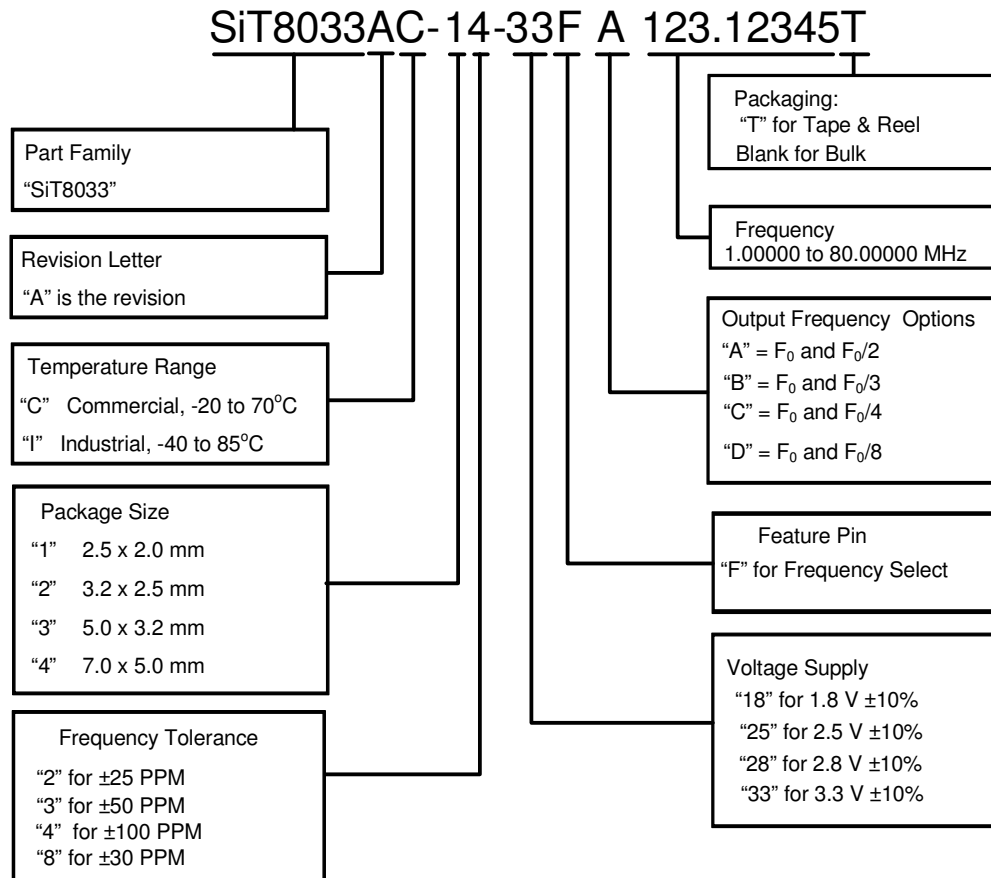 SiT8033AC-14-33F A 123.12345T
Part Family
“SiT8033”
Revision Letter
“A” is the revision
Temperature Range
“C” Commercial, -20 to 70°C
“I” Industrial, -40 to 85°C
Package Size
“1” 2.5 x 2.0 mm
“2” 3.2 x 2.5 mm
“3” 5.0 x 3.2 mm
“4” 7.0 x 5.0 mm
Frequency Tolerance
“2” for ±25 PPM
“3” for ±50 PPM
“4” for ±100 PPM
“8” for ±30 PPM
Packaging:
“T” for Tape & Reel
Blank for Bulk
Frequency
1.00000 to 80.00000 MHz
Output Frequency Options
“A” = F₀ and F₀/2
“B” = F₀ and F₀/3
“C” = F₀ and F₀/4
“D” = F₀ and F₀/8
Feature Pin
“F” for Frequency Select
Voltage Supply
“18” for 1.8 V ±10%
“25” for 2.5 V ±10%
“28” for 2.8 V ±10%
“33” for 3.3 V ±10%